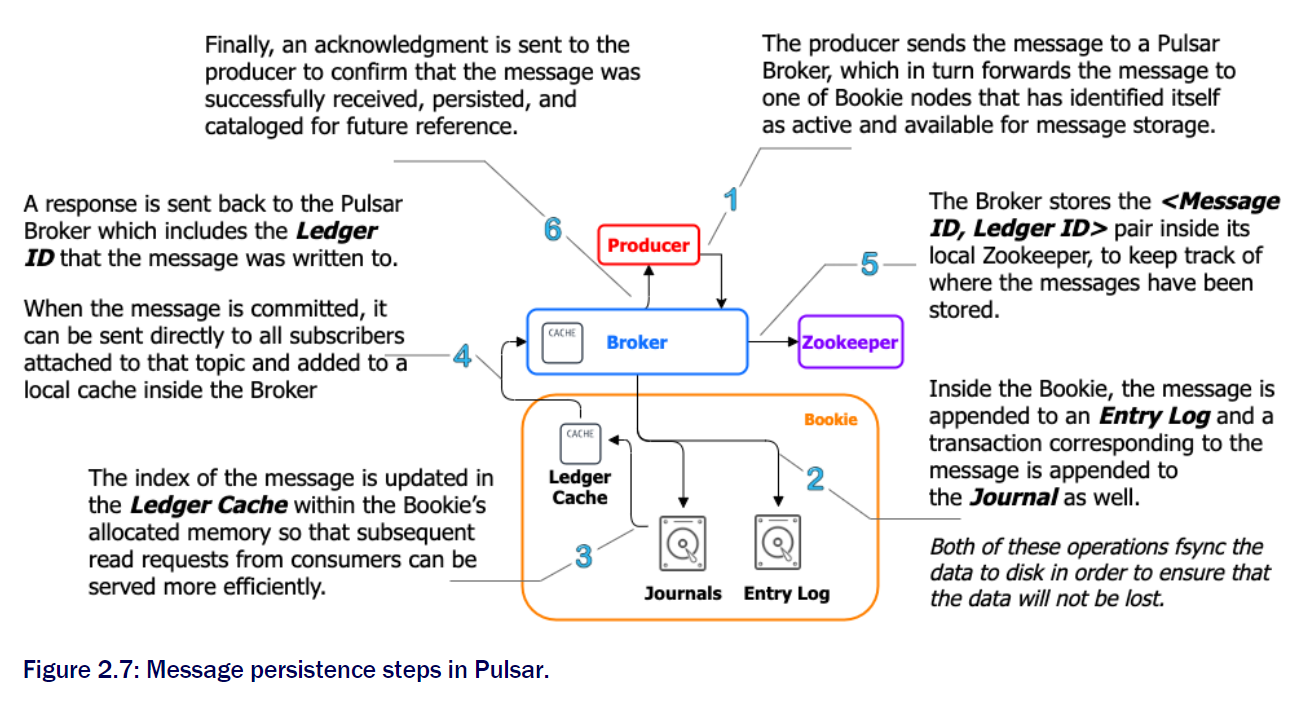 Finally, an acknowledgment is sent to the
producer to confirm that the message was
successfully received, persisted, and
cataloged for future reference.
The producer sends the message to a Pulsar
Broker, which in turn forwards the message to
one of Bookie nodes that has identified itself
as active and available for message storage.
A response is sent back to the Pulsar
Broker which includes the Ledger
ID that the message was written to.
When the message is committed, it
can be sent directly to all subscribers
attached to that topic and added to a
local cache inside the Broker
6
1
Producer
5
The Broker stores the <Message
ID, Ledger ID> pair inside its
local Zookeeper, to keep track of
where the messages have been
stored.
CACHE
Broker
Zookeeper
4
Bookie
CACHE
Ledger
Cache
2
Inside the Bookie, the message is
appended to an Entry Log and a
transaction corresponding to the
message is appended to
the Journal as well.
The index of the message is updated in
the Ledger Cache within the Bookie’s
allocated memory so that subsequent
read requests from consumers can be
served more efficiently.
3
Journals
Entry Log
Both of these operations fsync the
data to disk in order to ensure that
the data will not be lost.
Figure 2.7: Message persistence steps in Pulsar.